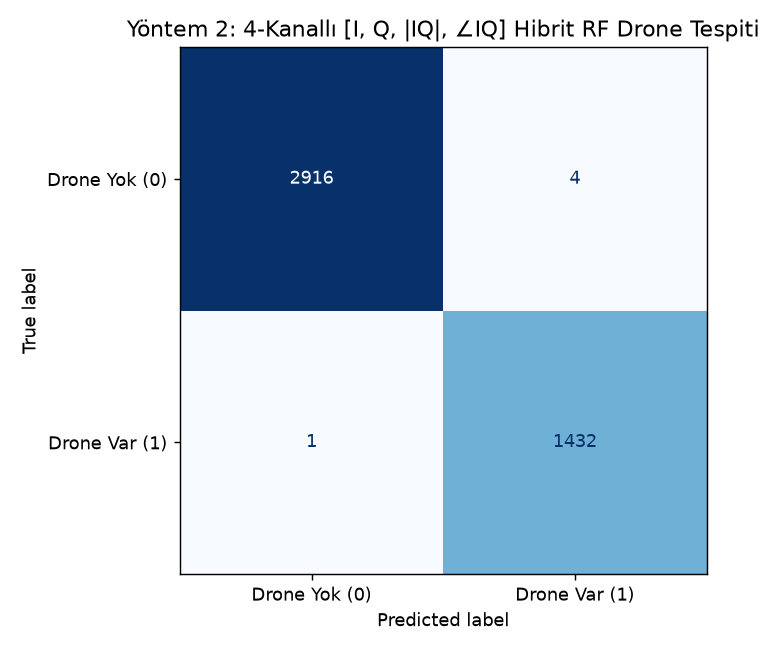 Yöntem 2: 4-Kanallı [I, Q, |IQ|, ∠IQ] Hibrit RF Drone Tespiti
Drone Yok (0)
2916
4
True label
Drone Var (1)
1
1432
Drone Yok (0)
Drone Var (1)
Predicted label